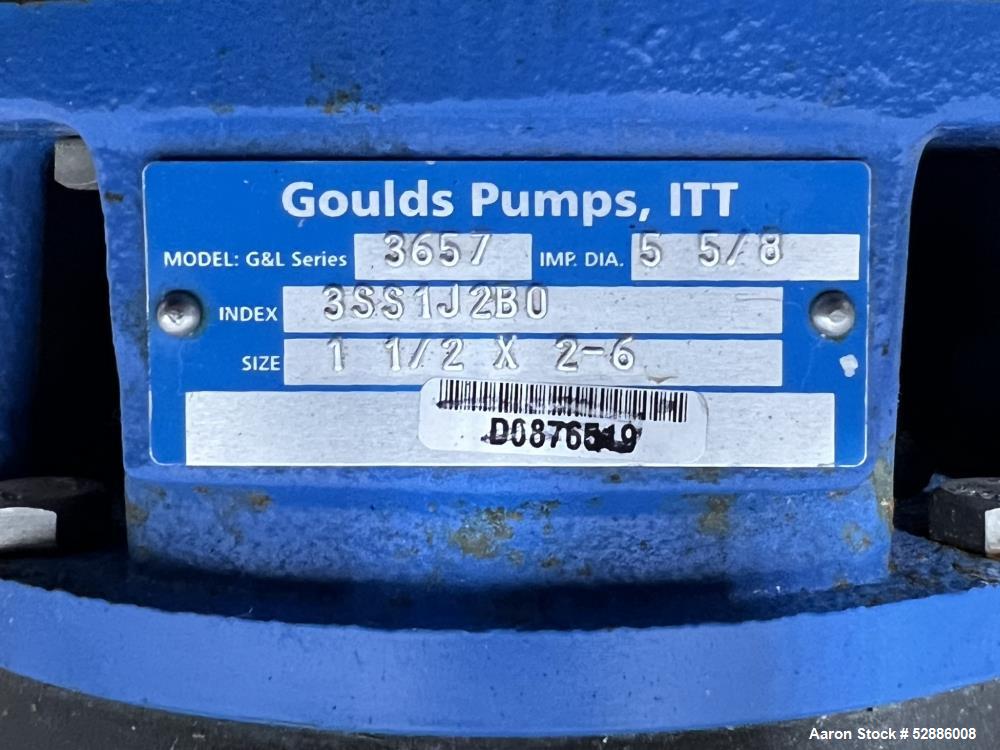 Goulds Pumps, ITT
MODEL: G&L Series 3657 IMP. DIA. 5 5/8
INDEX 3SS1J2B0
SIZE 1 1/2 X 2-6
D0876519
Aaron Stock # 52886008